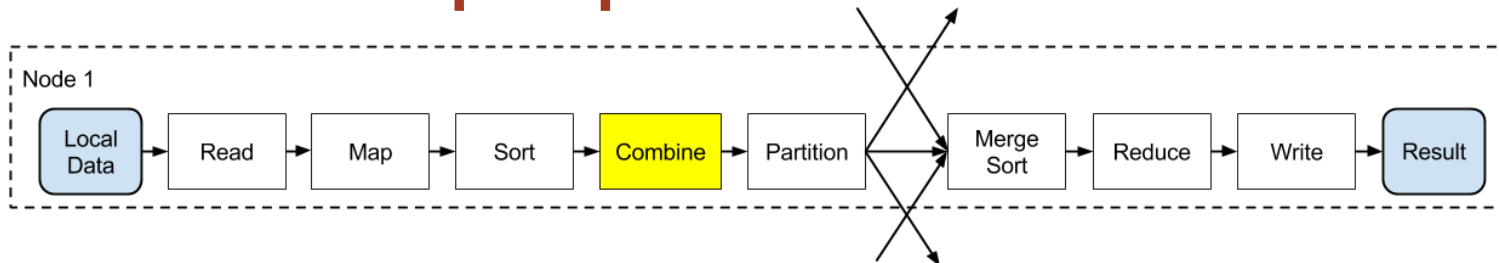 Node 1
Local
Data
Read
Map
Sort
Combine
Partition
Merge
Sort
Reduce
Write
Result